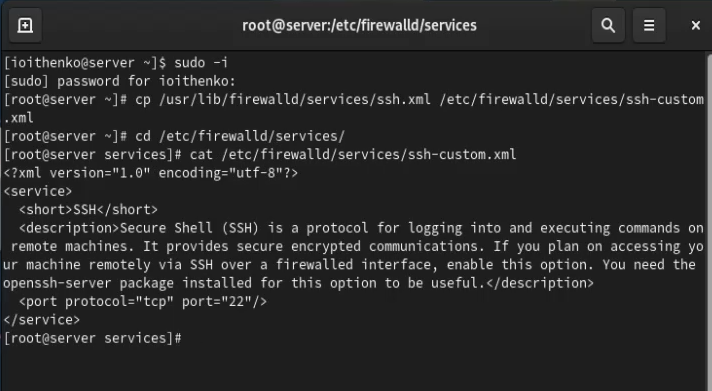 root@server:/etc/firewalld/services
[ioithenko@server ~]$ sudo -i
[sudo] password for ioithenko:
[root@server ~]# cp /usr/lib/firewalld/services/ssh.xml /etc/firewalld/services/ssh-custom
.xml
[root@server ~]# cd /etc/firewalld/services/
[root@server services]# cat /etc/firewalld/services/ssh-custom.xml
<?xml version="1.0" encoding="utf-8"?>
<service>
  <short>SSH</short>
  <description>Secure Shell (SSH) is a protocol for logging into and executing commands on
 remote machines. It provides secure encrypted communications. If you plan on accessing yo
ur machine remotely via SSH over a firewalled interface, enable this option. You need the
openssh-server package installed for this option to be useful.</description>
  <port protocol="tcp" port="22"/>
</service>
[root@server services]#